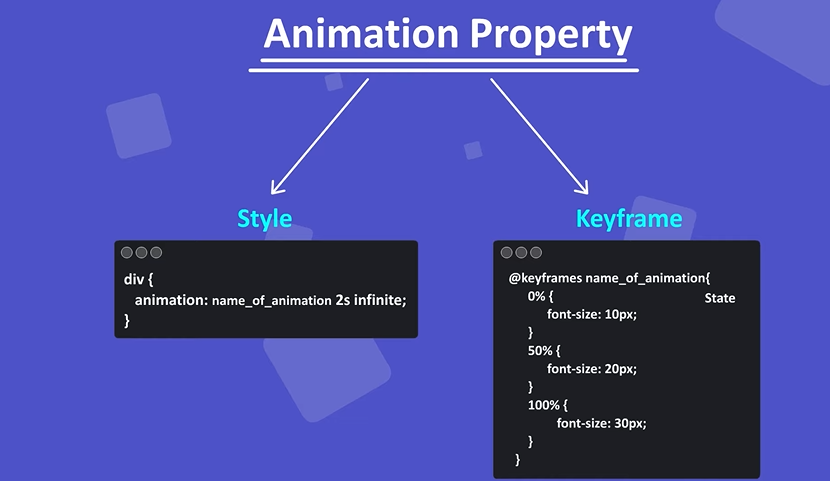 Animation Property
Style
div {
animation: name_of_animation 2s infinite;
}
Keyframe
@keyframes name_of_animation{
0% {
State
font-size: 10px;
}
50% {
font-size: 20px;
}
100% {
font-size: 30px;
}
}